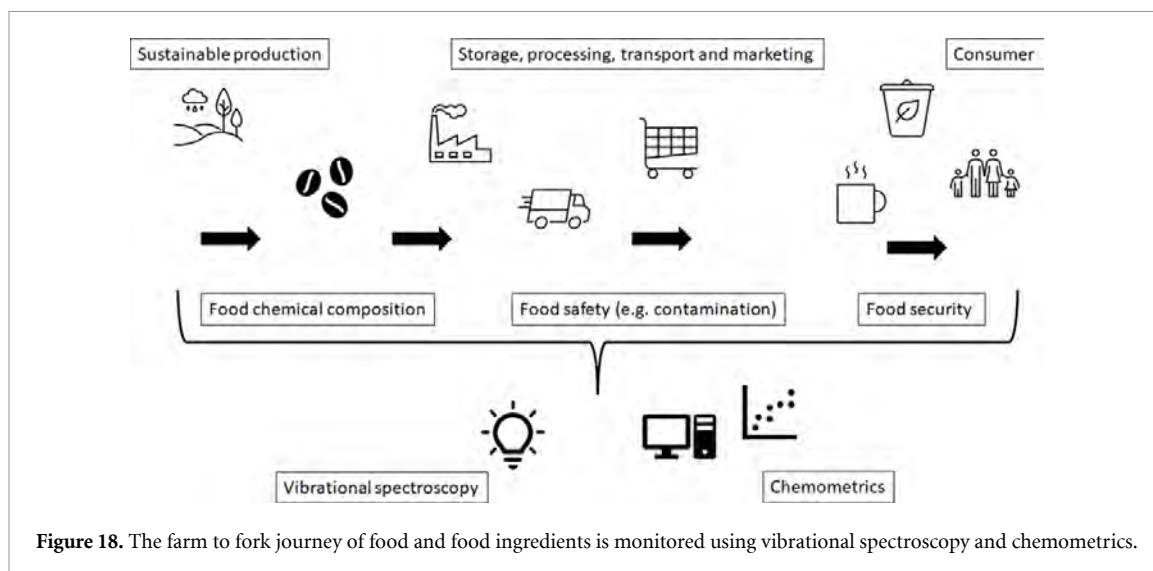 Sustainable production
Storage, processing, transport and marketing
Consumer
Food chemical composition
Food safety (e.g. contamination)
Food security
Vibrational spectroscopy
Chemometrics
Figure 18. The farm to fork journey of food and food ingredients is monitored using vibrational spectroscopy and chemometrics.